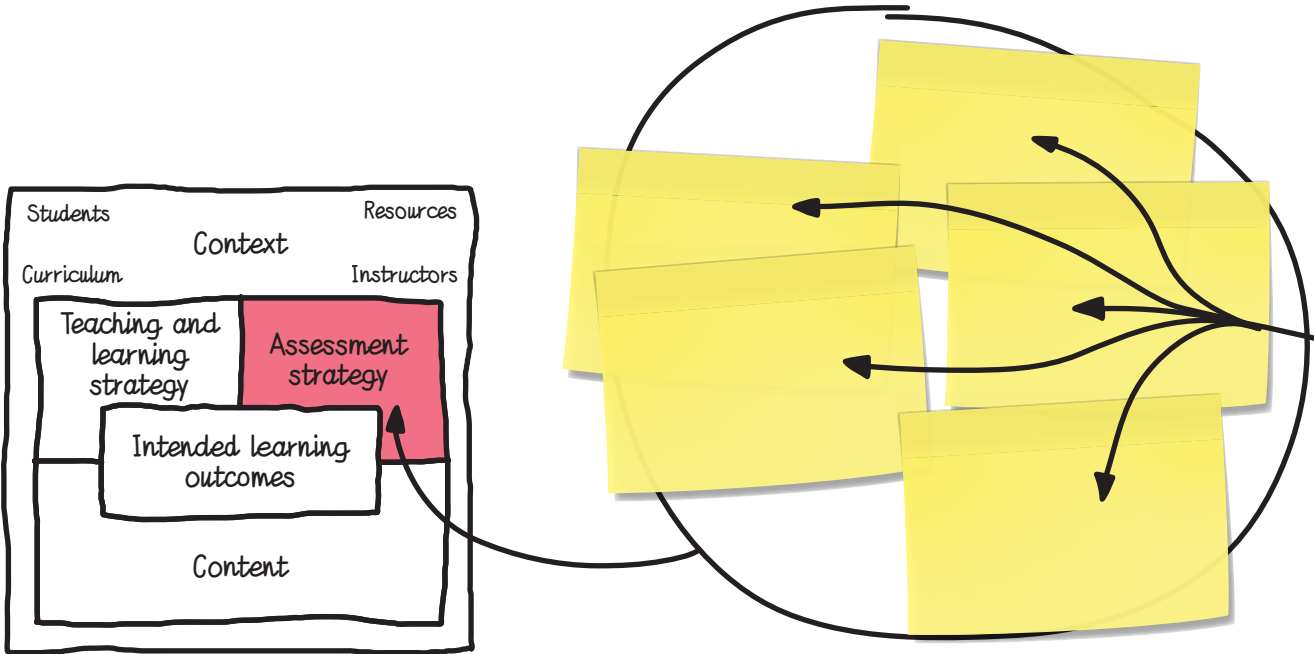 Students
Resources
Context
Curriculum
Instructors
Teaching and
learning
strategy
Assessment
strategy
Intended learning
outcomes
Content